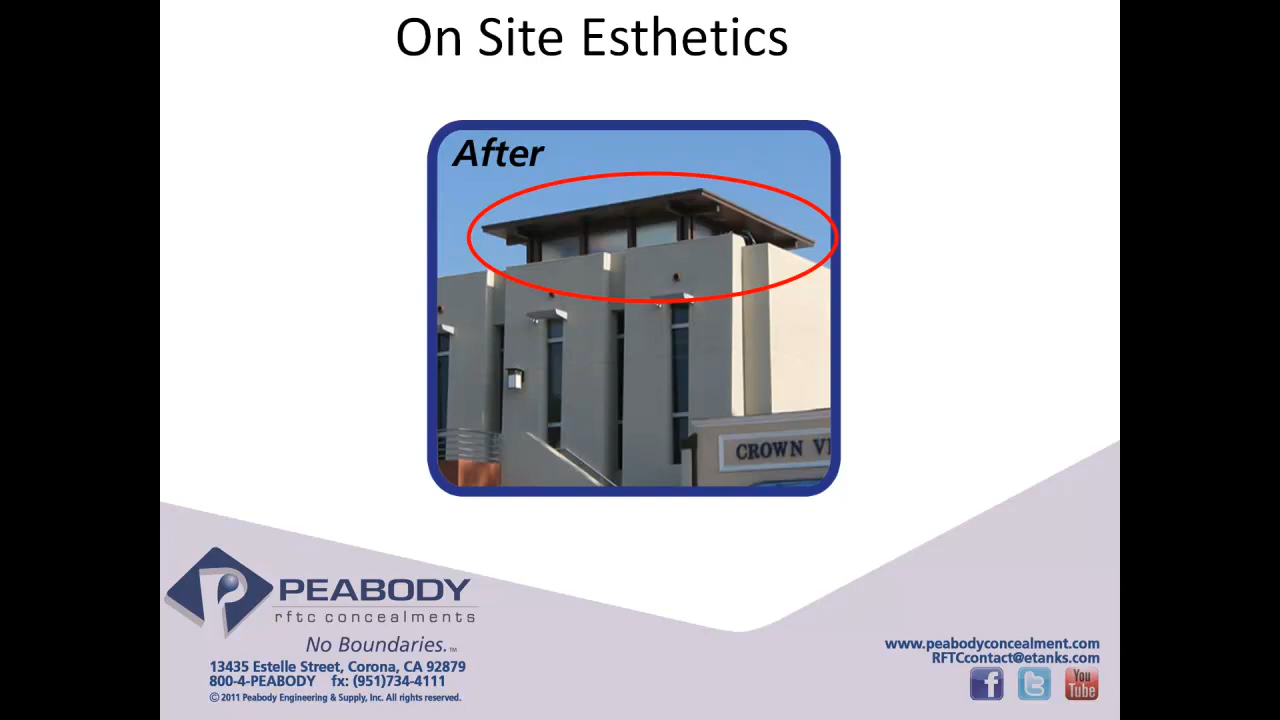 On Site Esthetics
After
CROWN
PEABODY
rftc concealments
No Boundaries.™
13435 Estelle Street, Corona, CA 92879
800-4-PEABODY fx: (951)734-4111
© 2011 Peabody Engineering & Supply, Inc. All rights reserved.
www.peabodyconcealment.com
RFTCcontact@etanks.com
f
t
You
Tube